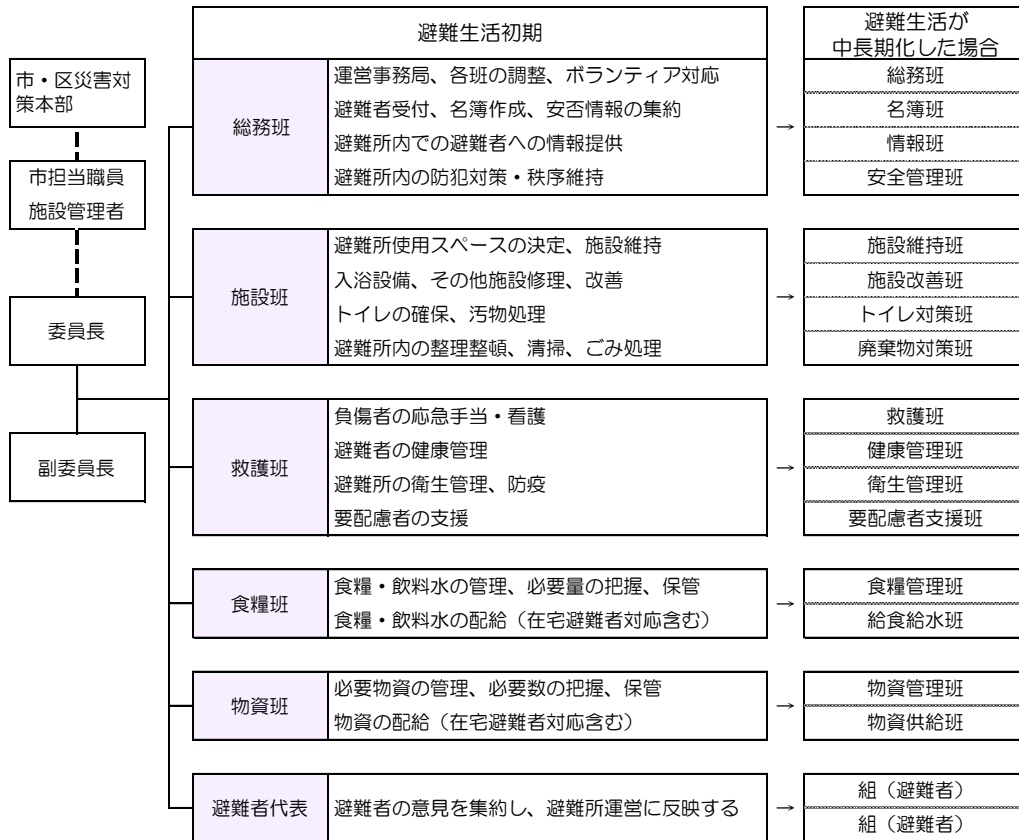 避難生活初期
避難生活が
中長期化した場合
市・区災害対
策本部
市担当職員
施設管理者
委員長
副委員長
総務班
運営事務局、各班の調整、ボランティア対応
避難者受付、名簿作成、安否情報の集約
避難所内での避難者への情報提供
避難所内の防犯対策・秩序維持
→
総務班
名簿班
情報班
安全管理班
施設班
避難所使用スペースの決定、施設維持
入浴設備、その他施設修理、改善
トイレの確保、汚物処理
避難所内の整理整頓、清掃、ごみ処理
→
施設維持班
施設改善班
トイレ対策班
廃棄物対策班
救護班
負傷者の応急手当・看護
避難者の健康管理
避難所の衛生管理、防疫
要配慮者の支援
→
救護班
健康管理班
衛生管理班
要配慮者支援班
食糧班
食糧・飲料水の管理、必要量の把握、保管
食糧・飲料水の配給（在宅避難者対応含む）
→
食糧管理班
給食給水班
物資班
必要物資の管理、必要数の把握、保管
物資の配給（在宅避難者対応含む）
→
物資管理班
物資供給班
避難者代表
避難者の意見を集約し、避難所運営に反映する
→
組（避難者）
組（避難者）